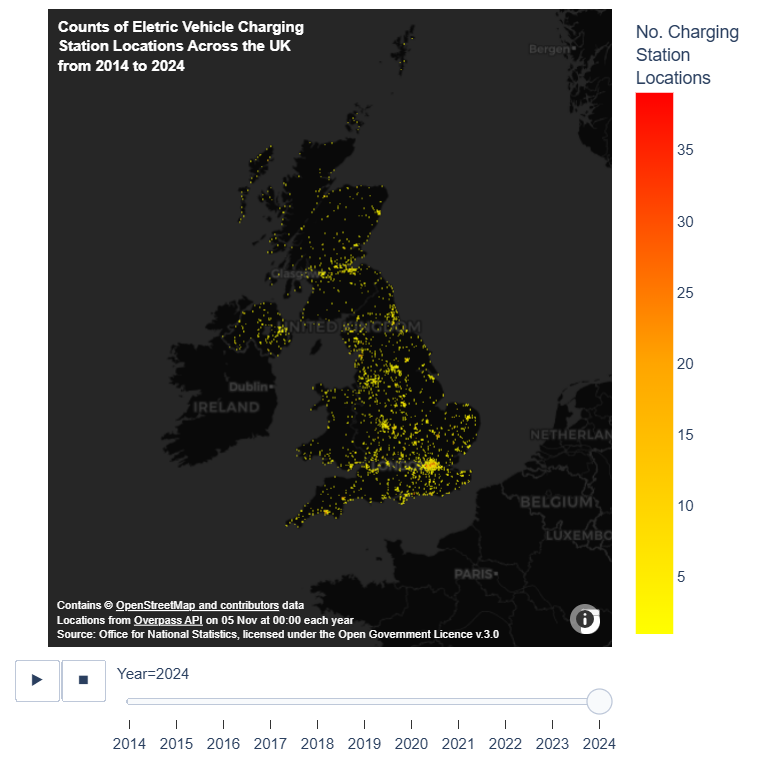 Counts of Eletric Vehicle Charging
Station Locations Across the UK
from 2014 to 2024
No. Charging
Station
Locations
Bergen
35
30
25
20
15
10
5
UNITED KINGDOM
Dublin
IRELAND
NETHERLAN
BELGIUM
LUXEMBO
PARIS
Contains © OpenStreetMap and contributors data
Locations from Overpass API on 05 Nov at 00:00 each year
Source: Office for National Statistics, licensed under the Open Government Licence v.3.0
i
Year=2024
2014 2015 2016 2017 2018 2019 2020 2021 2022 2023 2024